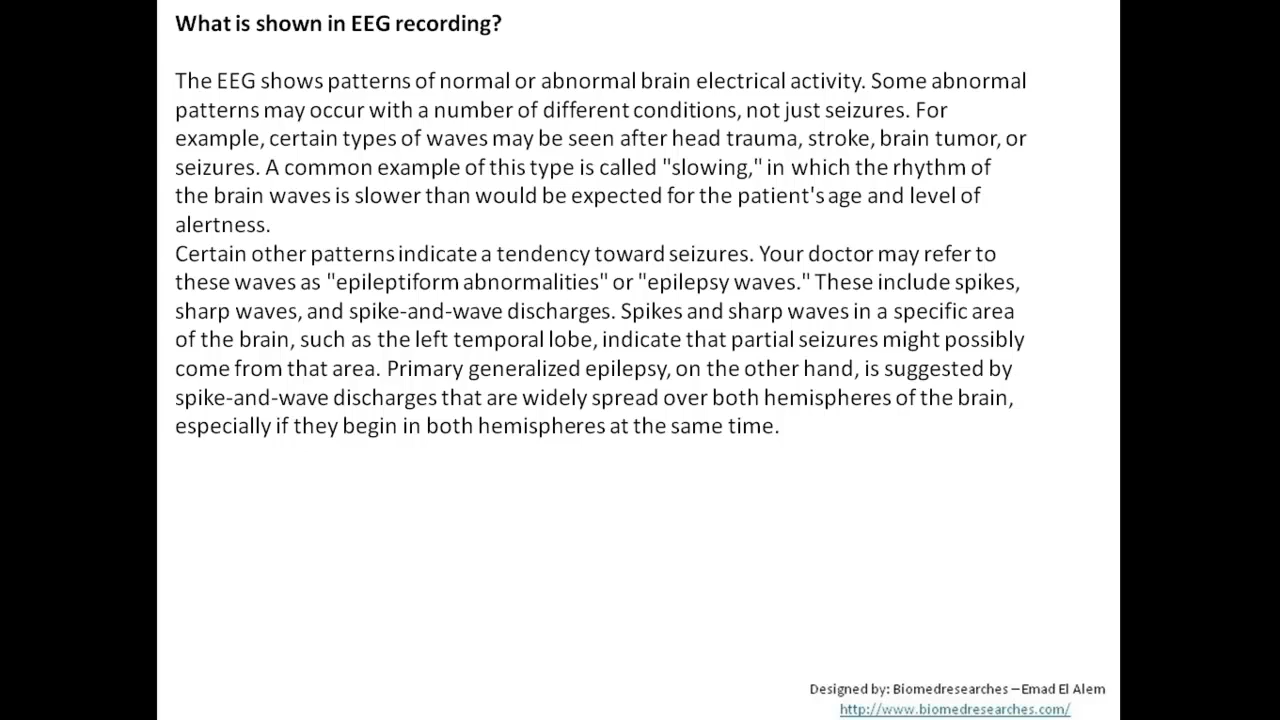 What is shown in EEG recording?
The EEG shows patterns of normal or abnormal brain electrical activity. Some abnormal
patterns may occur with a number of different conditions, not just seizures. For
example, certain types of waves may be seen after head trauma, stroke, brain tumor, or
seizures. A common example of this type is called "slowing," in which the rhythm of
the brain waves is slower than would be expected for the patient's age and level of
alertness.
Certain other patterns indicate a tendency toward seizures. Your doctor may refer to
these waves as "epileptiform abnormalities" or "epilepsy waves." These include spikes,
sharp waves, and spike-and-wave discharges. Spikes and sharp waves in a specific area
of the brain, such as the left temporal lobe, indicate that partial seizures might possibly
come from that area. Primary generalized epilepsy, on the other hand, is suggested by
spike-and-wave discharges that are widely spread over both hemispheres of the brain,
especially if they begin in both hemispheres at the same time.
Designed by: Biomedresearches – Emad El Alem
http://www.biomedresearches.com/